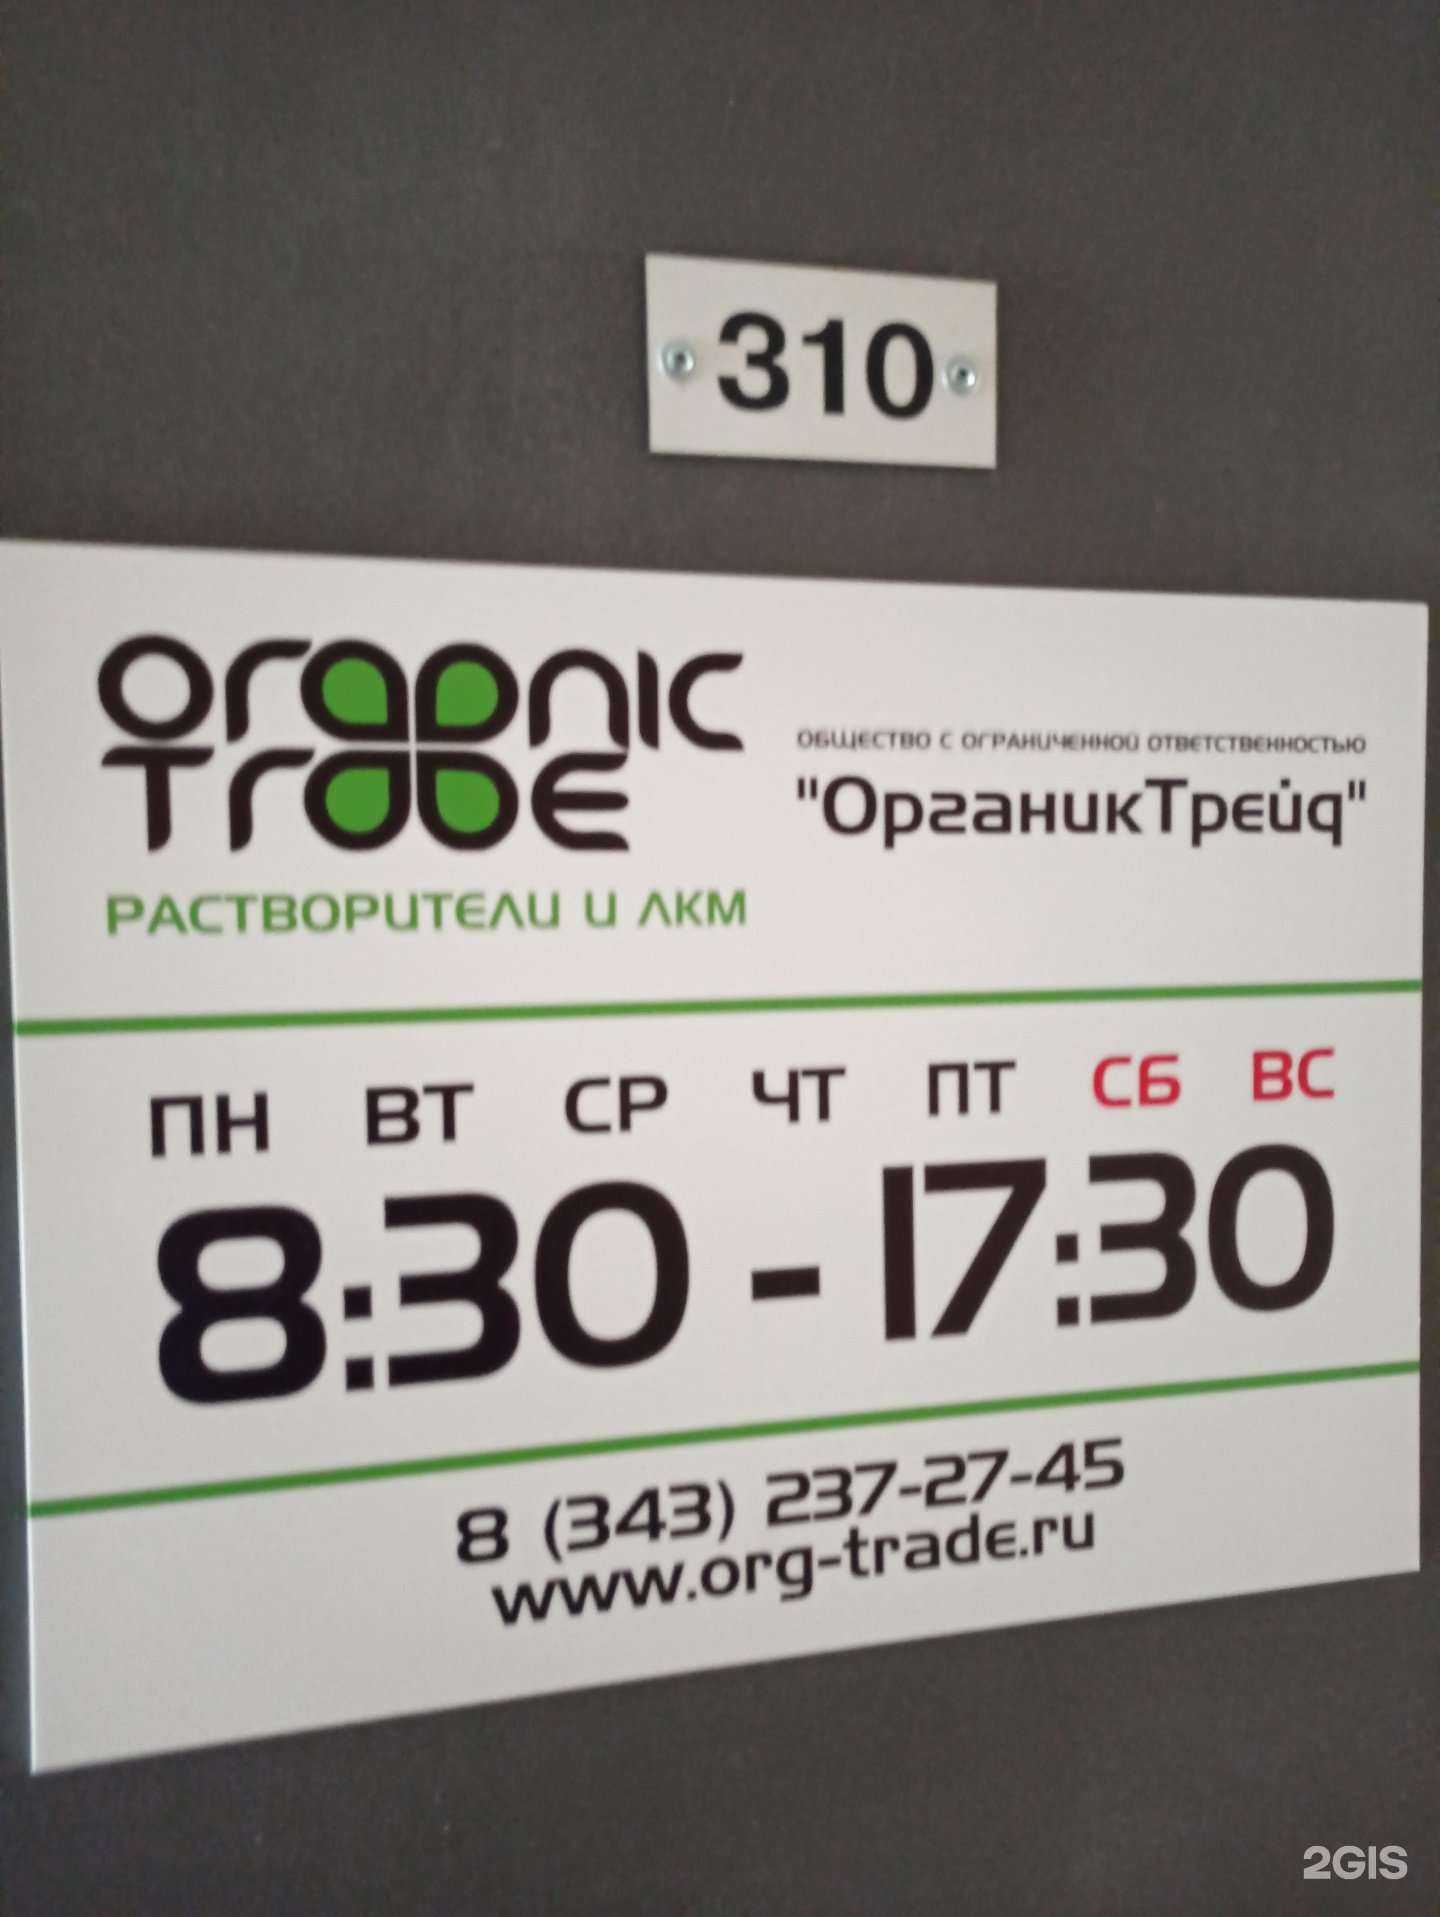 310
organic
trade
РАСТВОРИТЕЛИ И ЛКМ
ОБЩЕСТВО С ОГРАНИЧЕННОЙ ОТВЕТСТВЕННОСТЬЮ
"ОрганикТрейд"
ПН ВТ СР ЧТ ПТ СБ ВС
8:30 - 17:30
8 (343) 237-27-45
www.org-trade.ru
2GIS